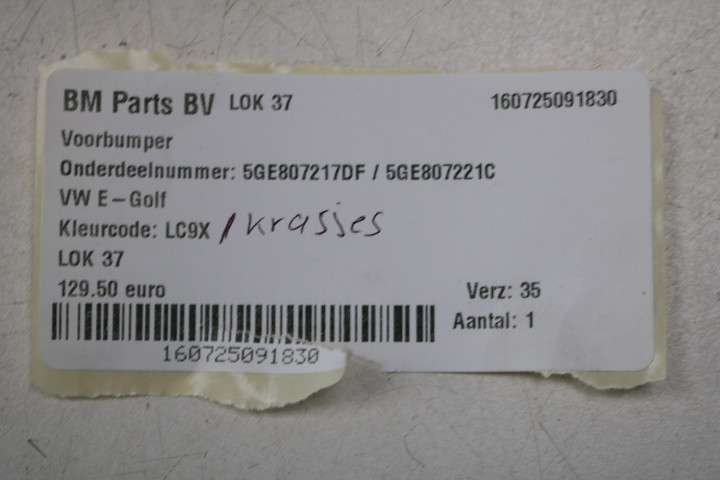 BM Parts BV LOK 37 160725091830
Voorbumper
Onderdeelnummer: 5GE807217DF / 5GE807221C
VW E-Golf
Kleurcode: LC9X / krasjes
LOK 37
129.50 euro Verz: 35
Aantal: 1
160725091830